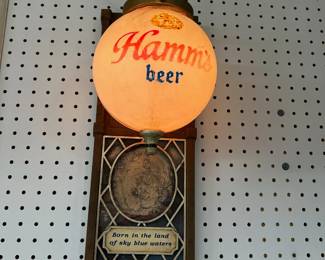 Hamm's
beer
Born in the land
of sky blue waters